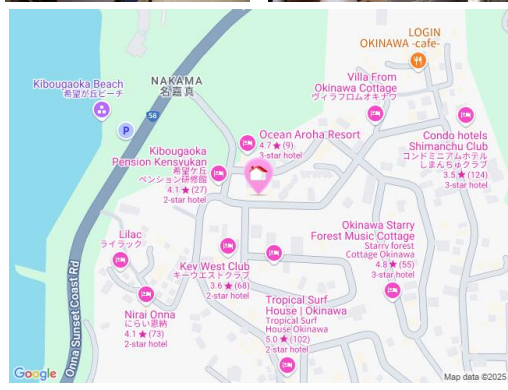 LOGIN
OKINAWA -cafe-
Kibougaoka Beach
希望が丘ビーチ
NAKAMA
名嘉真
58
P
Villa From
Okinawa Cottage
ヴィラフロムオキナワ
Ocean Aroha Resort
4.7★(9)
3-star hotel
Condo hotels
Shimanchu Club
コンドミニアムホテル
しまんちゅクラブ
3.5★(124)
3-star hotel
Kibougaoka
Pension Kensyukan
希望ケ丘
ペンション研修館
4.1★(27)
2-star hotel
Lilac
ライラック
Key West Club
キーウエストクラブ
3.6★(68)
2-star hotel
Okinawa Starry
Forest Music Cottage
Starry forest
Cottage Okinawa
4.8★(55)
3-star hotel
Nirai Onna
にらい恩納
4.1★(73)
2-star hotel
Tropical Surf
House | Okinawa
Tropical Surf
House Okinawa
5.0★(102)
2-star hotel
Onna Sunset Coast Rd
Google
Map data ©2025